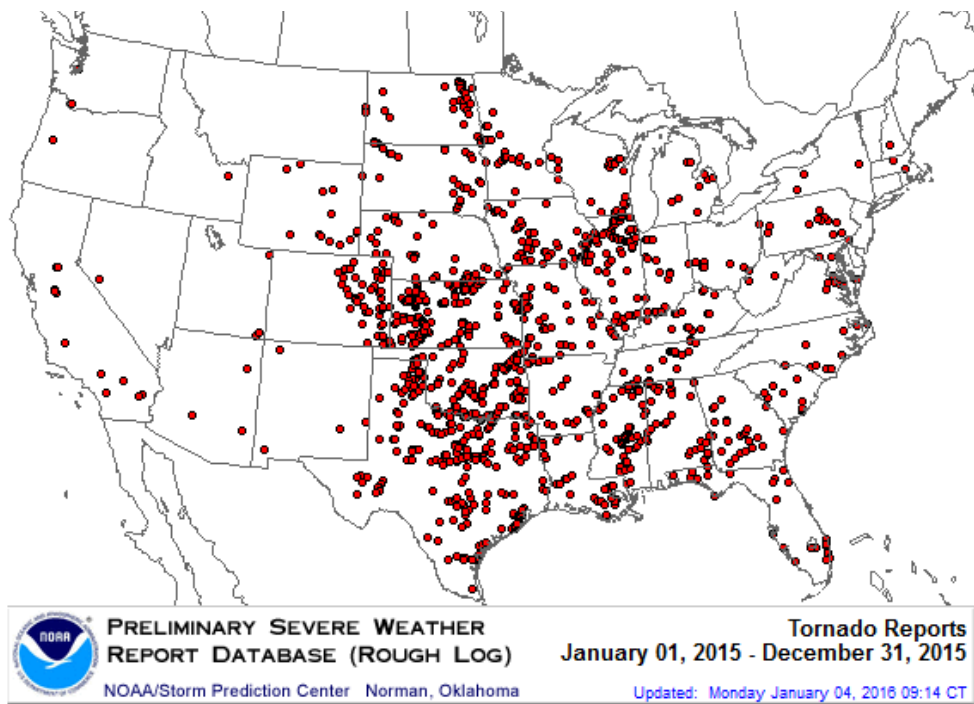 NOAA
PRELIMINARY SEVERE WEATHER
REPORT DATABASE (ROUGH LOG)
NOAA/Storm Prediction Center Norman, Oklahoma
Tornado Reports
January 01, 2015 - December 31, 2015
Updated: Monday January 04, 2016 09:14 CT